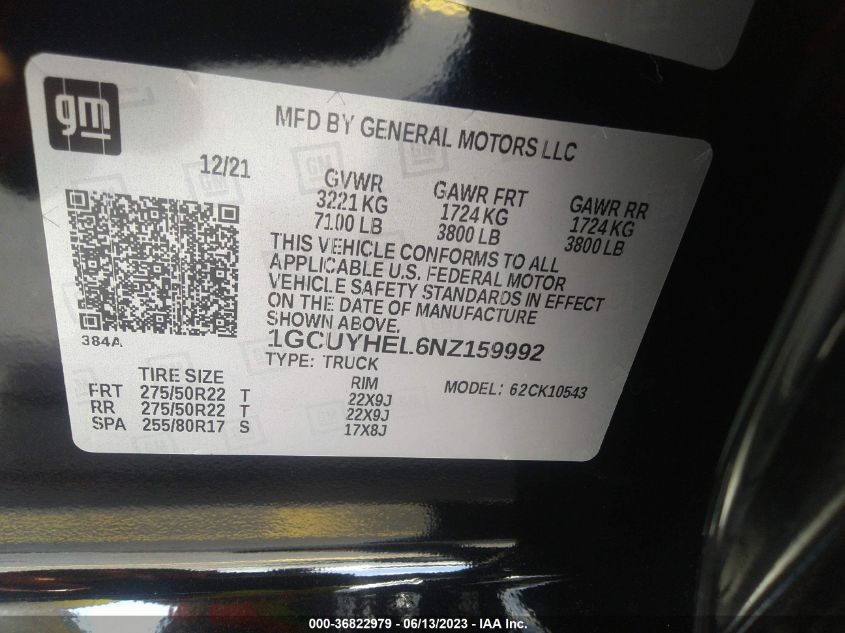 gm
MFD BY GENERAL MOTORS LLC
12/21
GVWR
3221 KG
7100 LB
GAWR FRT
1724 KG
3800 LB
GAWR RR
1724 KG
3800 LB
THIS VEHICLE CONFORMS TO ALL
APPLICABLE U.S. FEDERAL MOTOR
VEHICLE SAFETY STANDARDS IN EFFECT
ON THE DATE OF MANUFACTURE
SHOWN ABOVE.
384A
1GCUYHEL6NZ159992
TYPE: TRUCK
TIRE SIZE
RIM
MODEL: 62CK10543
FRT 275/50R22 T 22X9J
RR 275/50R22 T 22X9J
SPA 255/80R17 S 17X8J
000-36822979 - 06/13/2023 - IAA Inc.